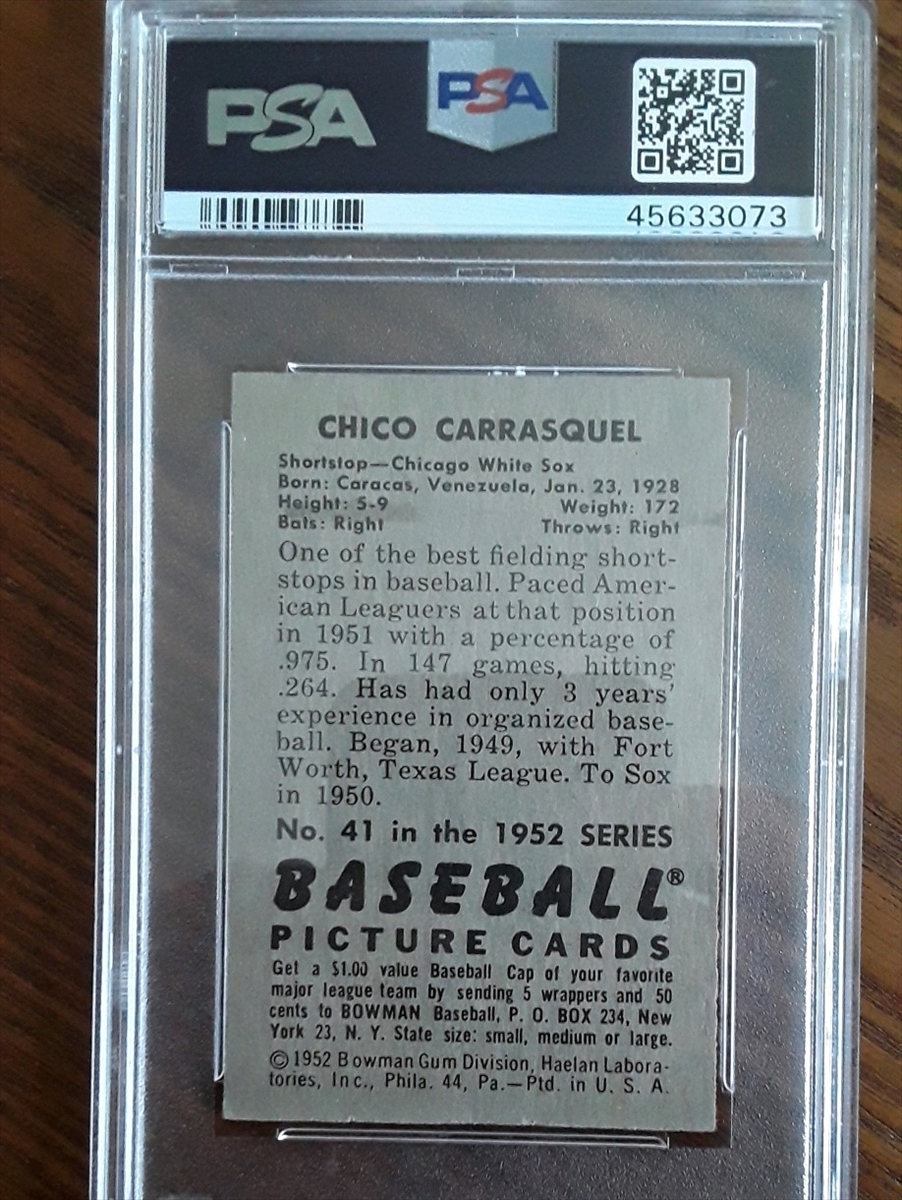 PSA
PSA
45633073
CHICO CARRASQUEL
Shortstop—Chicago White Sox
Born: Caracas, Venezuela, Jan. 23, 1928
Height: 5-9 Weight: 172
Bats: Right Throws: Right
One of the best fielding short-
stops in baseball. Paced Amer-
ican Leaguers at that position
in 1951 with a percentage of
.975. In 147 games, hitting
.264. Has had only 3 years'
experience in organized base-
ball. Began, 1949, with Fort
Worth, Texas League. To Sox
in 1950.
No. 41 in the 1952 SERIES
BASEBALL®
PICTURE CARDS
Get a $1.00 value Baseball Cap of your favorite
major league team by sending 5 wrappers and 50
cents to BOWMAN Baseball, P. O. BOX 234, New
York 23, N. Y. State size: small, medium or large.
©1952 Bowman Gum Division, Haelan Labora-
tories, Inc., Phila. 44, Pa.—Ptd. in U. S. A.